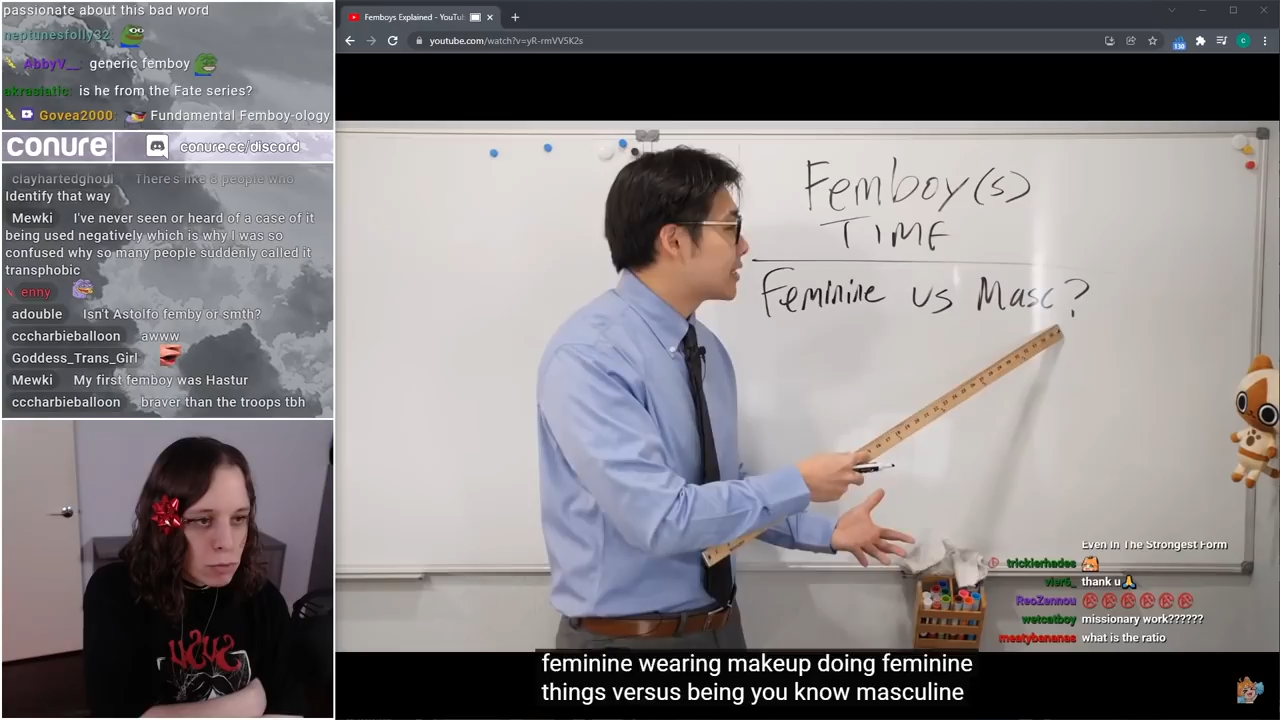 passionate about this bad word
neptunesfolly32:
AbbyV__: generic femboy
akrasiatic: is he from the Fate series?
Govea2000: Fundamental Femboy-ology
conure
conure.cc/discord
clayhartedghoul There's like 8 people who
Identify that way
Mewki I've never seen or heard of a case of it
being used negatively which is why I was so
confused why so many people suddenly called it
transphobic
enny
adouble Isn't Astolfo femby or smth?
cccharbieballoon awww
Goddess_Trans_Girl
Mewki My first femboy was Hastur
cccharbieballoon braver than the troops tbh
Femboys Explained - YouTub
youtube.com/watch?v=yR-rmVV5K2s
130
c
Femboy(s)
TIME
Feminine vs Masc?
Even In The Strongest Form
trickierhades
vier6_ thank u
ReoZennou
wetcatboy missionary work??????
meatybananas what is the ratio
feminine wearing makeup doing feminine
things versus being you know masculine